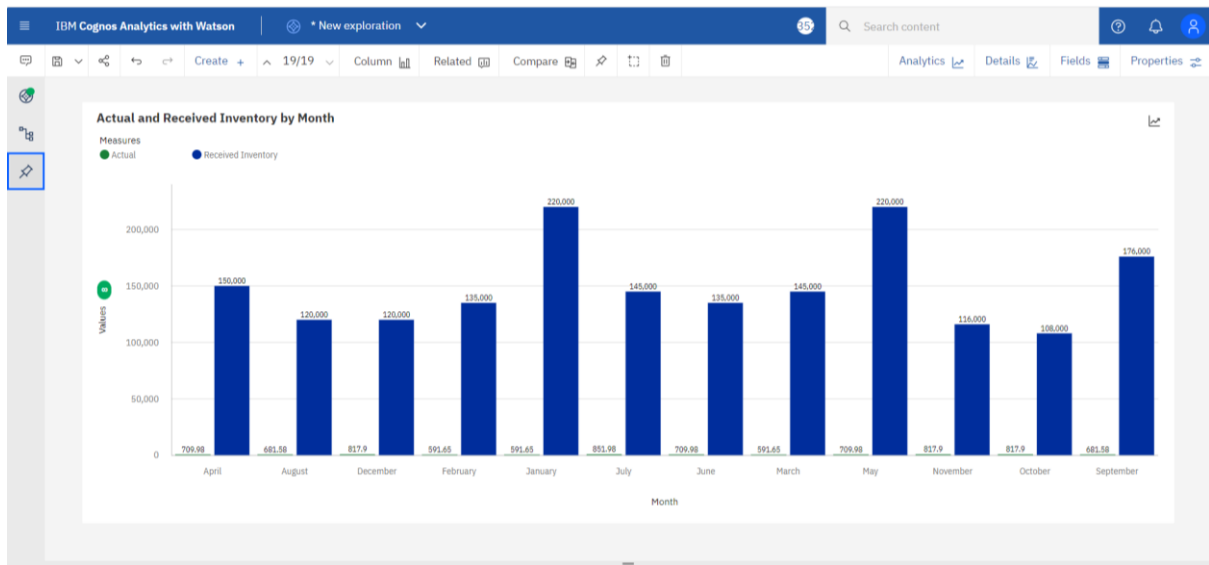 IBM Cognos Analytics with Watson * New exploration 35 Search content
Create + 19/19 Column Related Compare Analytics Details Fields Properties
Actual and Received Inventory by Month
Measures
Actual Received Inventory
220,000 220,000
200,000
176,000
150,000 150,000 145,000 145,000
135,000 135,000
120,000 120,000 116,000
108,000
100,000
50,000
Values
709.98 681.58 817.9 591.65 591.65 851.98 709.98 591.65 709.98 817.9 817.9 681.58
0
April August December February January July June March May November October September
Month